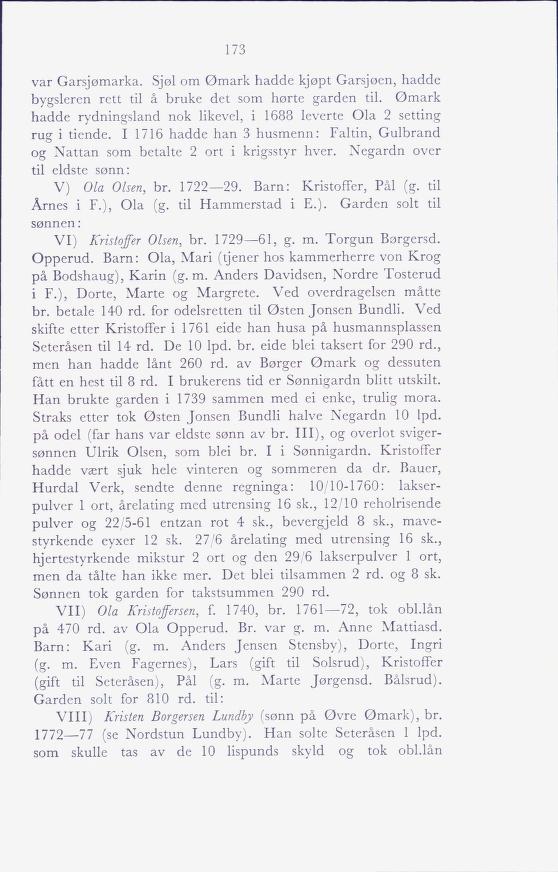 173
var Garsjømarka. Sjøl om Ømark hadde kjøpt Garsjøen, hadde
bygsleren rett til å bruke det som hørte garden til. Ømark
hadde rydningsland nok likevel, i 1688 leverte Ola 2 setting
rug i tiende. I 1716 hadde han 3 husmenn: Faltin, Gulbrand
og Nattan som betalte 2 ort i krigsstyr hver. Negardn over
til eldste sønn:
V) Ola Olsen, br. 1722—29. Barn: Kristoffer, Pål (g. til
Årnes i F.), Ola (g. til Hammerstad i E.). Garden solt til
sønnen:
VI) Kristoffer Olsen, br. 1729—61, g. m. Torgun Børgersd.
Opperud. Barn: Ola, Mari (tjener hos kammerherre von Krog
på Bodshaug), Karin (g. m. Anders Davidsen, Nordre Tosterud
i F.), Dorte, Marte og Margrete. Ved overdragelsen måtte
br. betale 140 rd. for odelsretten til Østen Jonsen Bundli. Ved
skifte etter Kristoffer i 1761 eide han husa på husmannsplassen
Seteråsen til 14 rd. De 10 lpd. br. eide blei taksert for 290 rd.,
men han hadde lånt 260 rd. av Børger Ømark og dessuten
fått en hest til 8 rd. I brukerens tid er Sønnigardn blitt utskilt.
Han brukte garden i 1739 sammen med ei enke, trulig mora.
Straks etter tok Østen Jonsen Bundli halve Negardn 10 lpd.
på odel (far hans var eldste sønn av br. III), og overlot sviger-
sønnen Ulrik Olsen, som blei br. I i Sønnigardn. Kristoffer
hadde vært sjuk hele vinteren og sommeren da dr. Bauer,
Hurdal Verk, sendte denne regninga: 10/10-1760: lakser-
pulver 1 ort, årelating med utrensing 16 sk., 12/10 reholrisende
pulver og 22/5-61 entzan rot 4 sk., bevergjeld 8 sk., mave-
styrkende eyxer 12 sk. 27/6 årelating med utrensing 16 sk.,
hjertestyrkende mikstur 2 ort og den 29/6 lakserpulver 1 ort,
men da tålte han ikke mer. Det blei tilsammen 2 rd. og 8 sk.
Sønnen tok garden for takstsummen 290 rd.
VII) Ola Kristoffersen, f. 1740, br. 1761—72, tok obl.lån
på 470 rd. av Ola Opperud. Br. var g. m. Anne Mattiasd.
Barn: Kari (g. m. Anders Jensen Stensby), Dorte, Ingri
(g. m. Even Fagernes), Lars (gift til Solsrud), Kristoffer
(gift til Seteråsen), Pål (g. m. Marte Jørgensd. Bålsrud).
Garden solt for 810 rd. til:
VIII) Kristen Borgersen Lundby (sønn på Øvre Ømark), br.
1772—77 (se Nordstun Lundby). Han solte Seteråsen 1 lpd.
som skulle tas av de 10 lispunds skyld og tok obl.lån